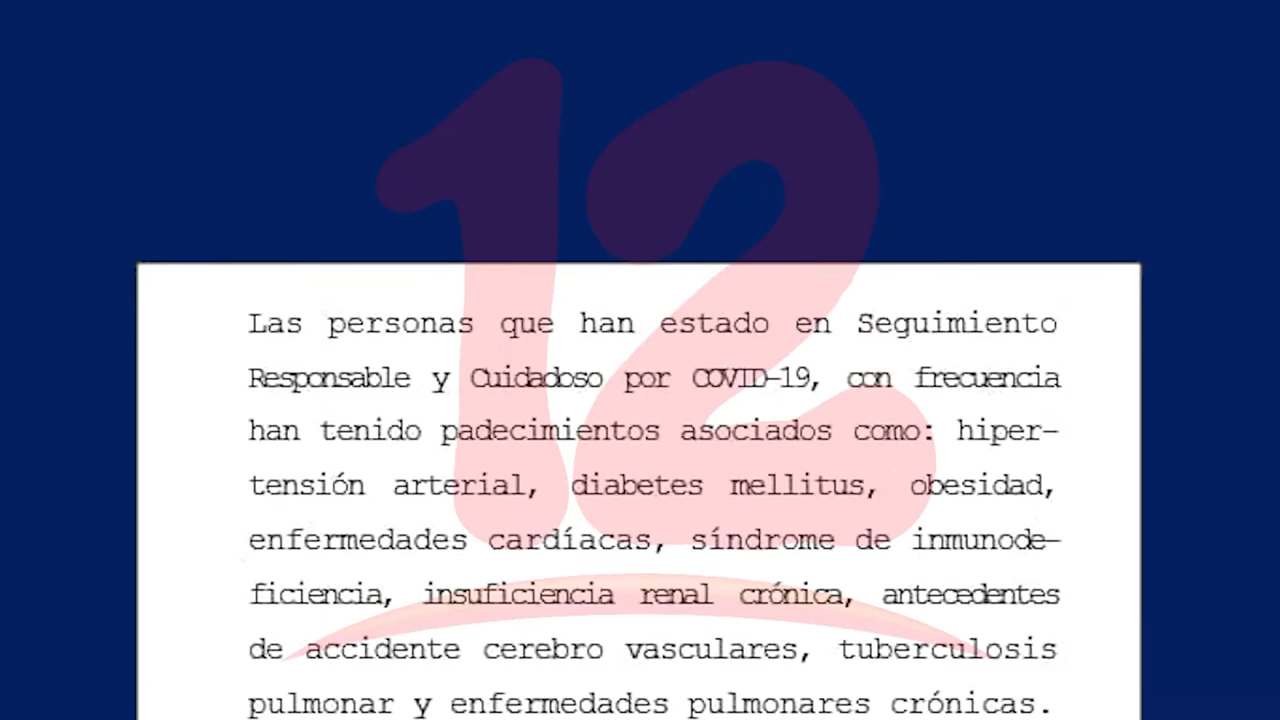 12
Las personas que han estado en Seguimiento
Responsable y Cuidadoso por COVID-19, con frecuencia
han tenido padecimientos asociados como: hiper-
tensión arterial, diabetes mellitus, obesidad,
enfermedades cardíacas, síndrome de inmunode-
ficiencia, insuficiencia renal crónica, antecedentes
de accidente cerebro vasculares, tuberculosis
pulmonar y enfermedades pulmonares crónicas.